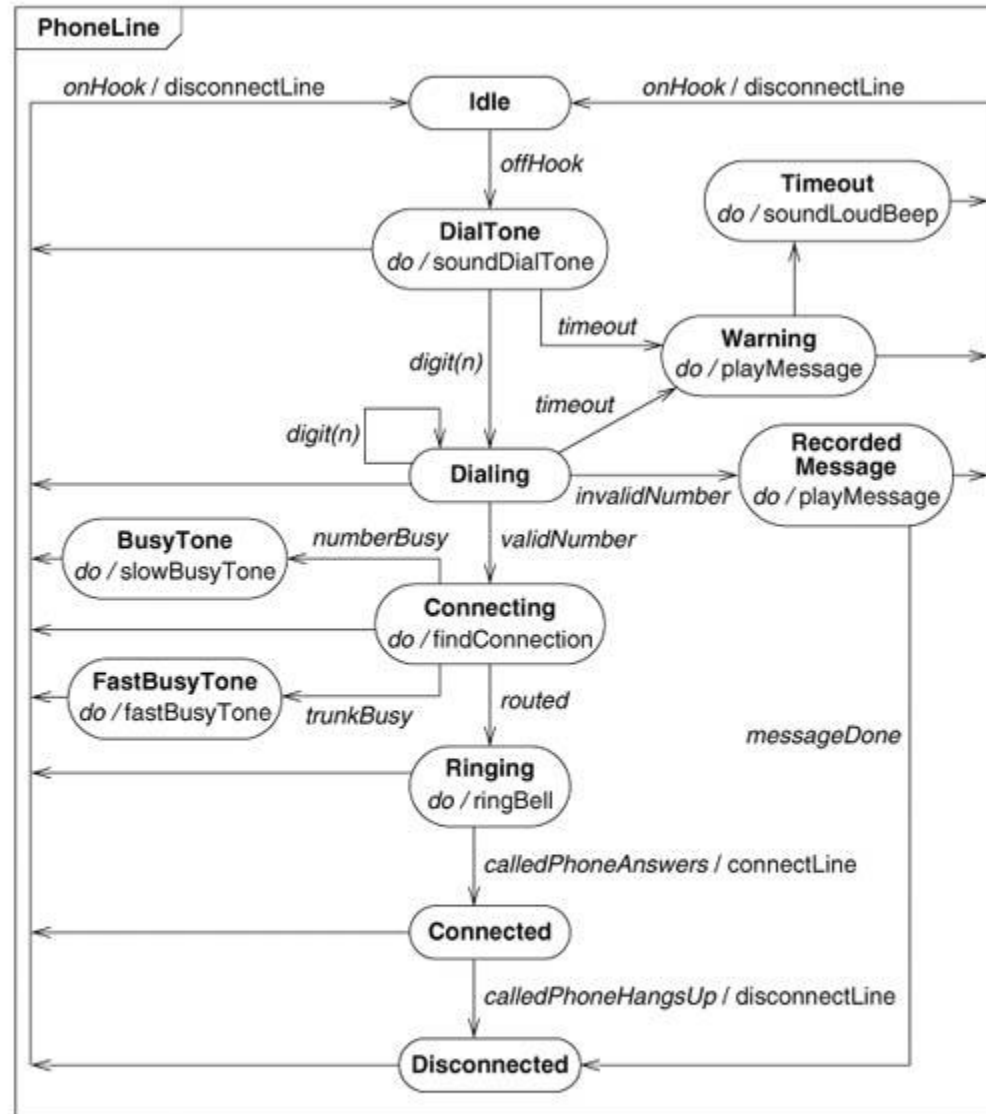 PhoneLine
onHook / disconnectLine
Idle
onHook / disconnectLine
offHook
Timeout
do / soundLoudBeep
DialTone
do / soundDialTone
timeout
Warning
do / playMessage
digit(n)
timeout
digit(n)
Recorded
Message
do / playMessage
Dialing
invalidNumber
BusyTone
do / slowBusyTone
numberBusy
validNumber
Connecting
do / findConnection
FastBusyTone
do / fastBusyTone
trunkBusy
routed
messageDone
Ringing
do / ringBell
calledPhoneAnswers / connectLine
Connected
calledPhoneHangsUp / disconnectLine
Disconnected